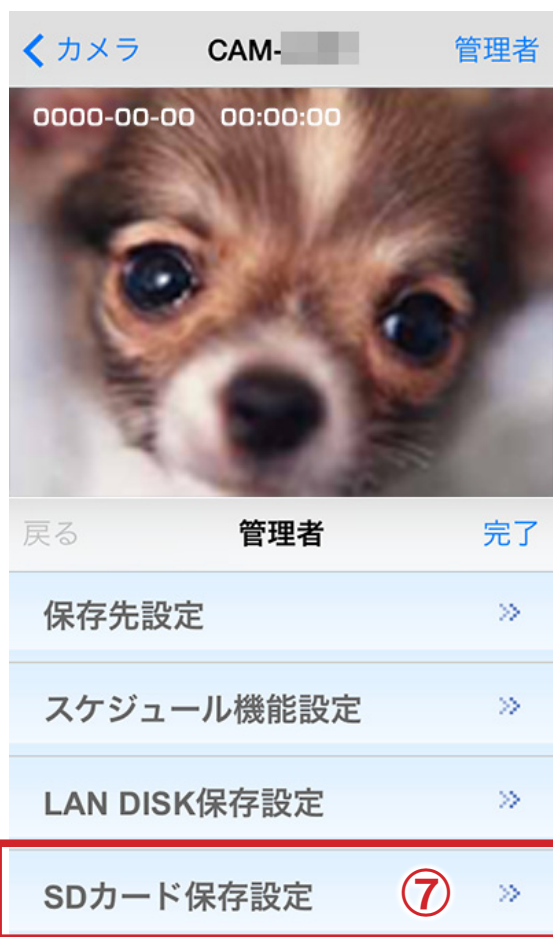 カメラ CAM- 管理者
0000-00-00 00:00:00
戻る 管理者 完了
保存先設定
スケジュール機能設定
LAN DISK保存設定
SDカード保存設定 ⑦